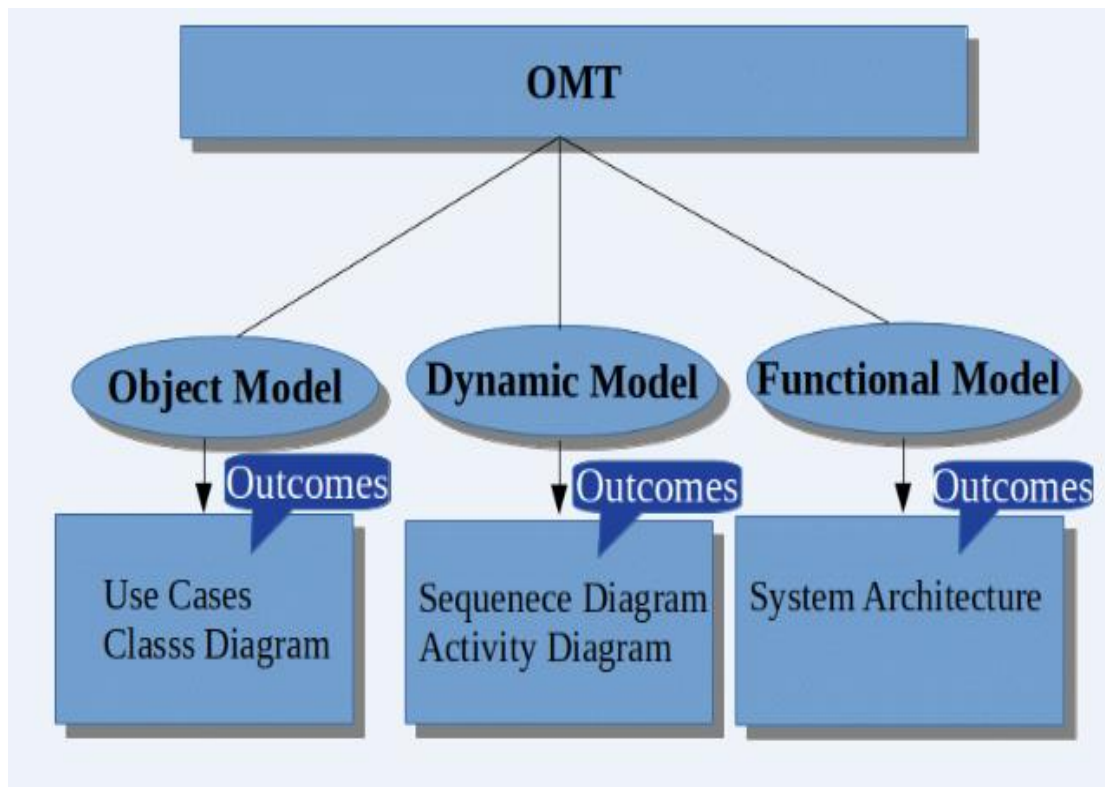 OMT
Object Model
Dynamic Model
Functional Model
Outcomes
Outcomes
Outcomes
Use Cases
Classs Diagram
Sequenece Diagram
Activity Diagram
System Architecture